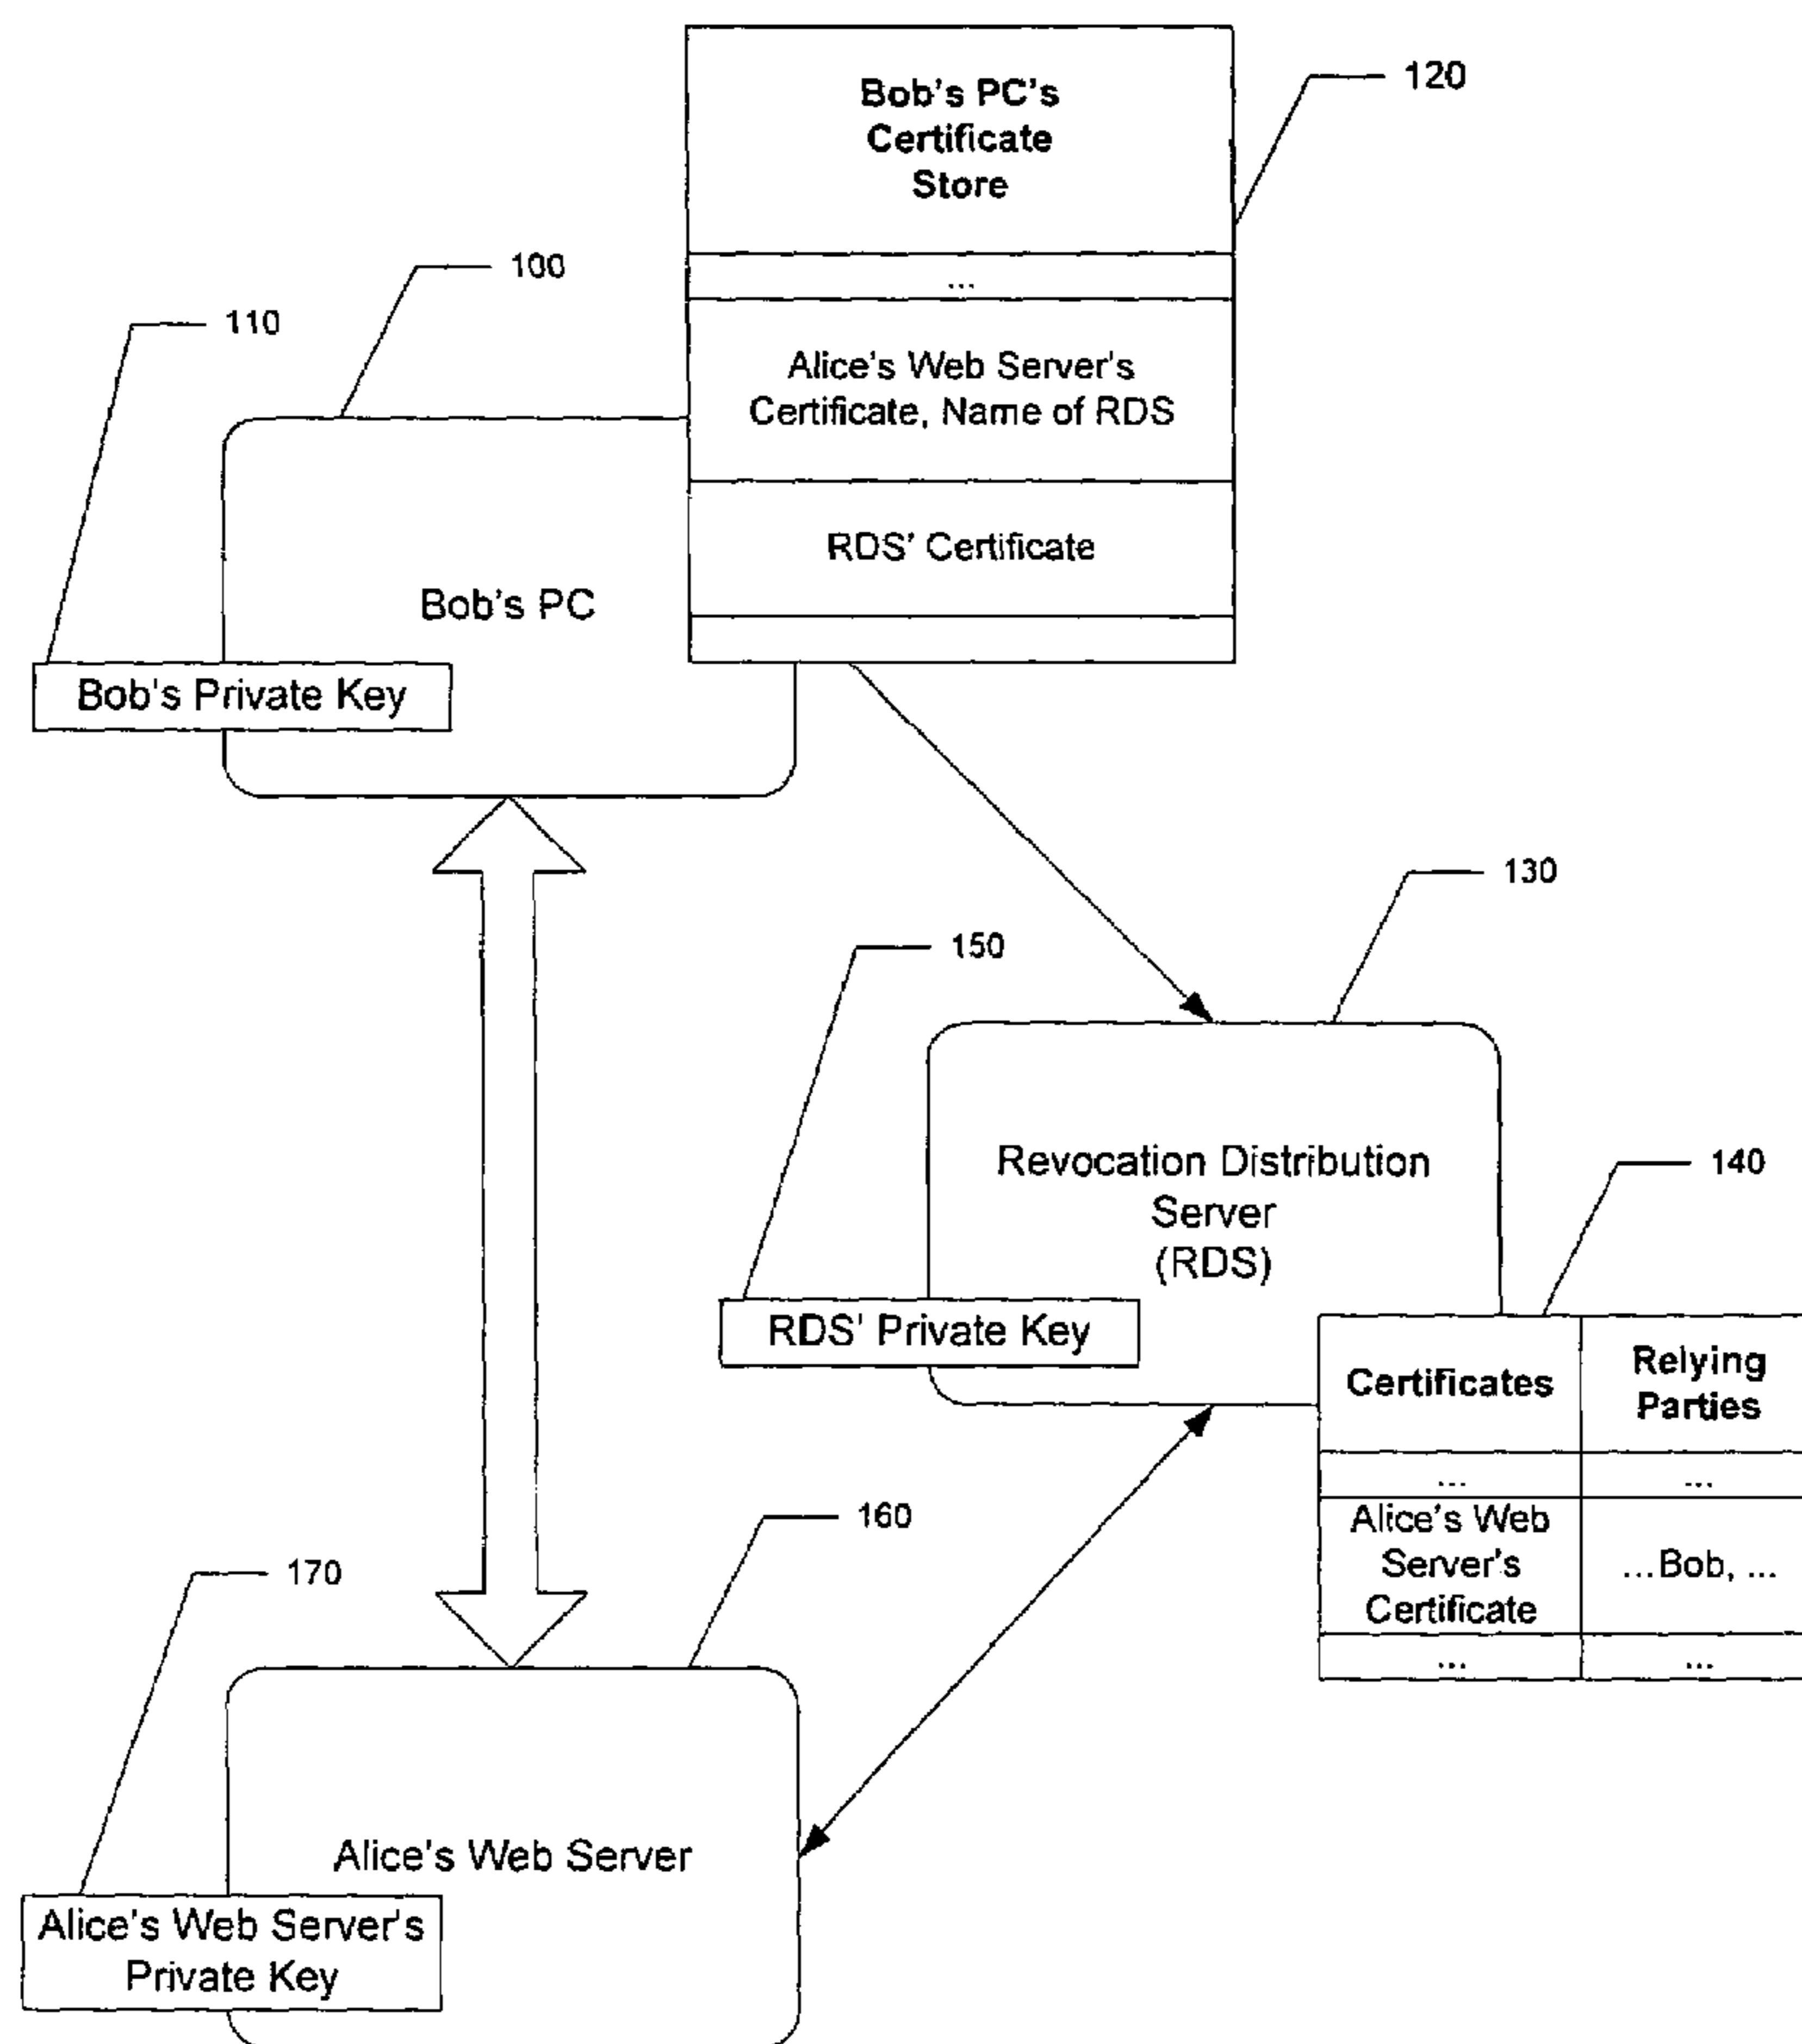 Bob's PC's
Certificate
Store
120
...
100
110
Alice's Web Server's
Certificate, Name of RDS
RDS' Certificate
Bob's PC
Bob's Private Key
130
150
Revocation Distribution
Server
(RDS)
140
RDS' Private Key
Certificates
Relying
Parties
...
...
Alice's Web
Server's
Certificate
...Bob, ...
...
...
160
170
Alice's Web Server
Alice's Web Server's
Private Key